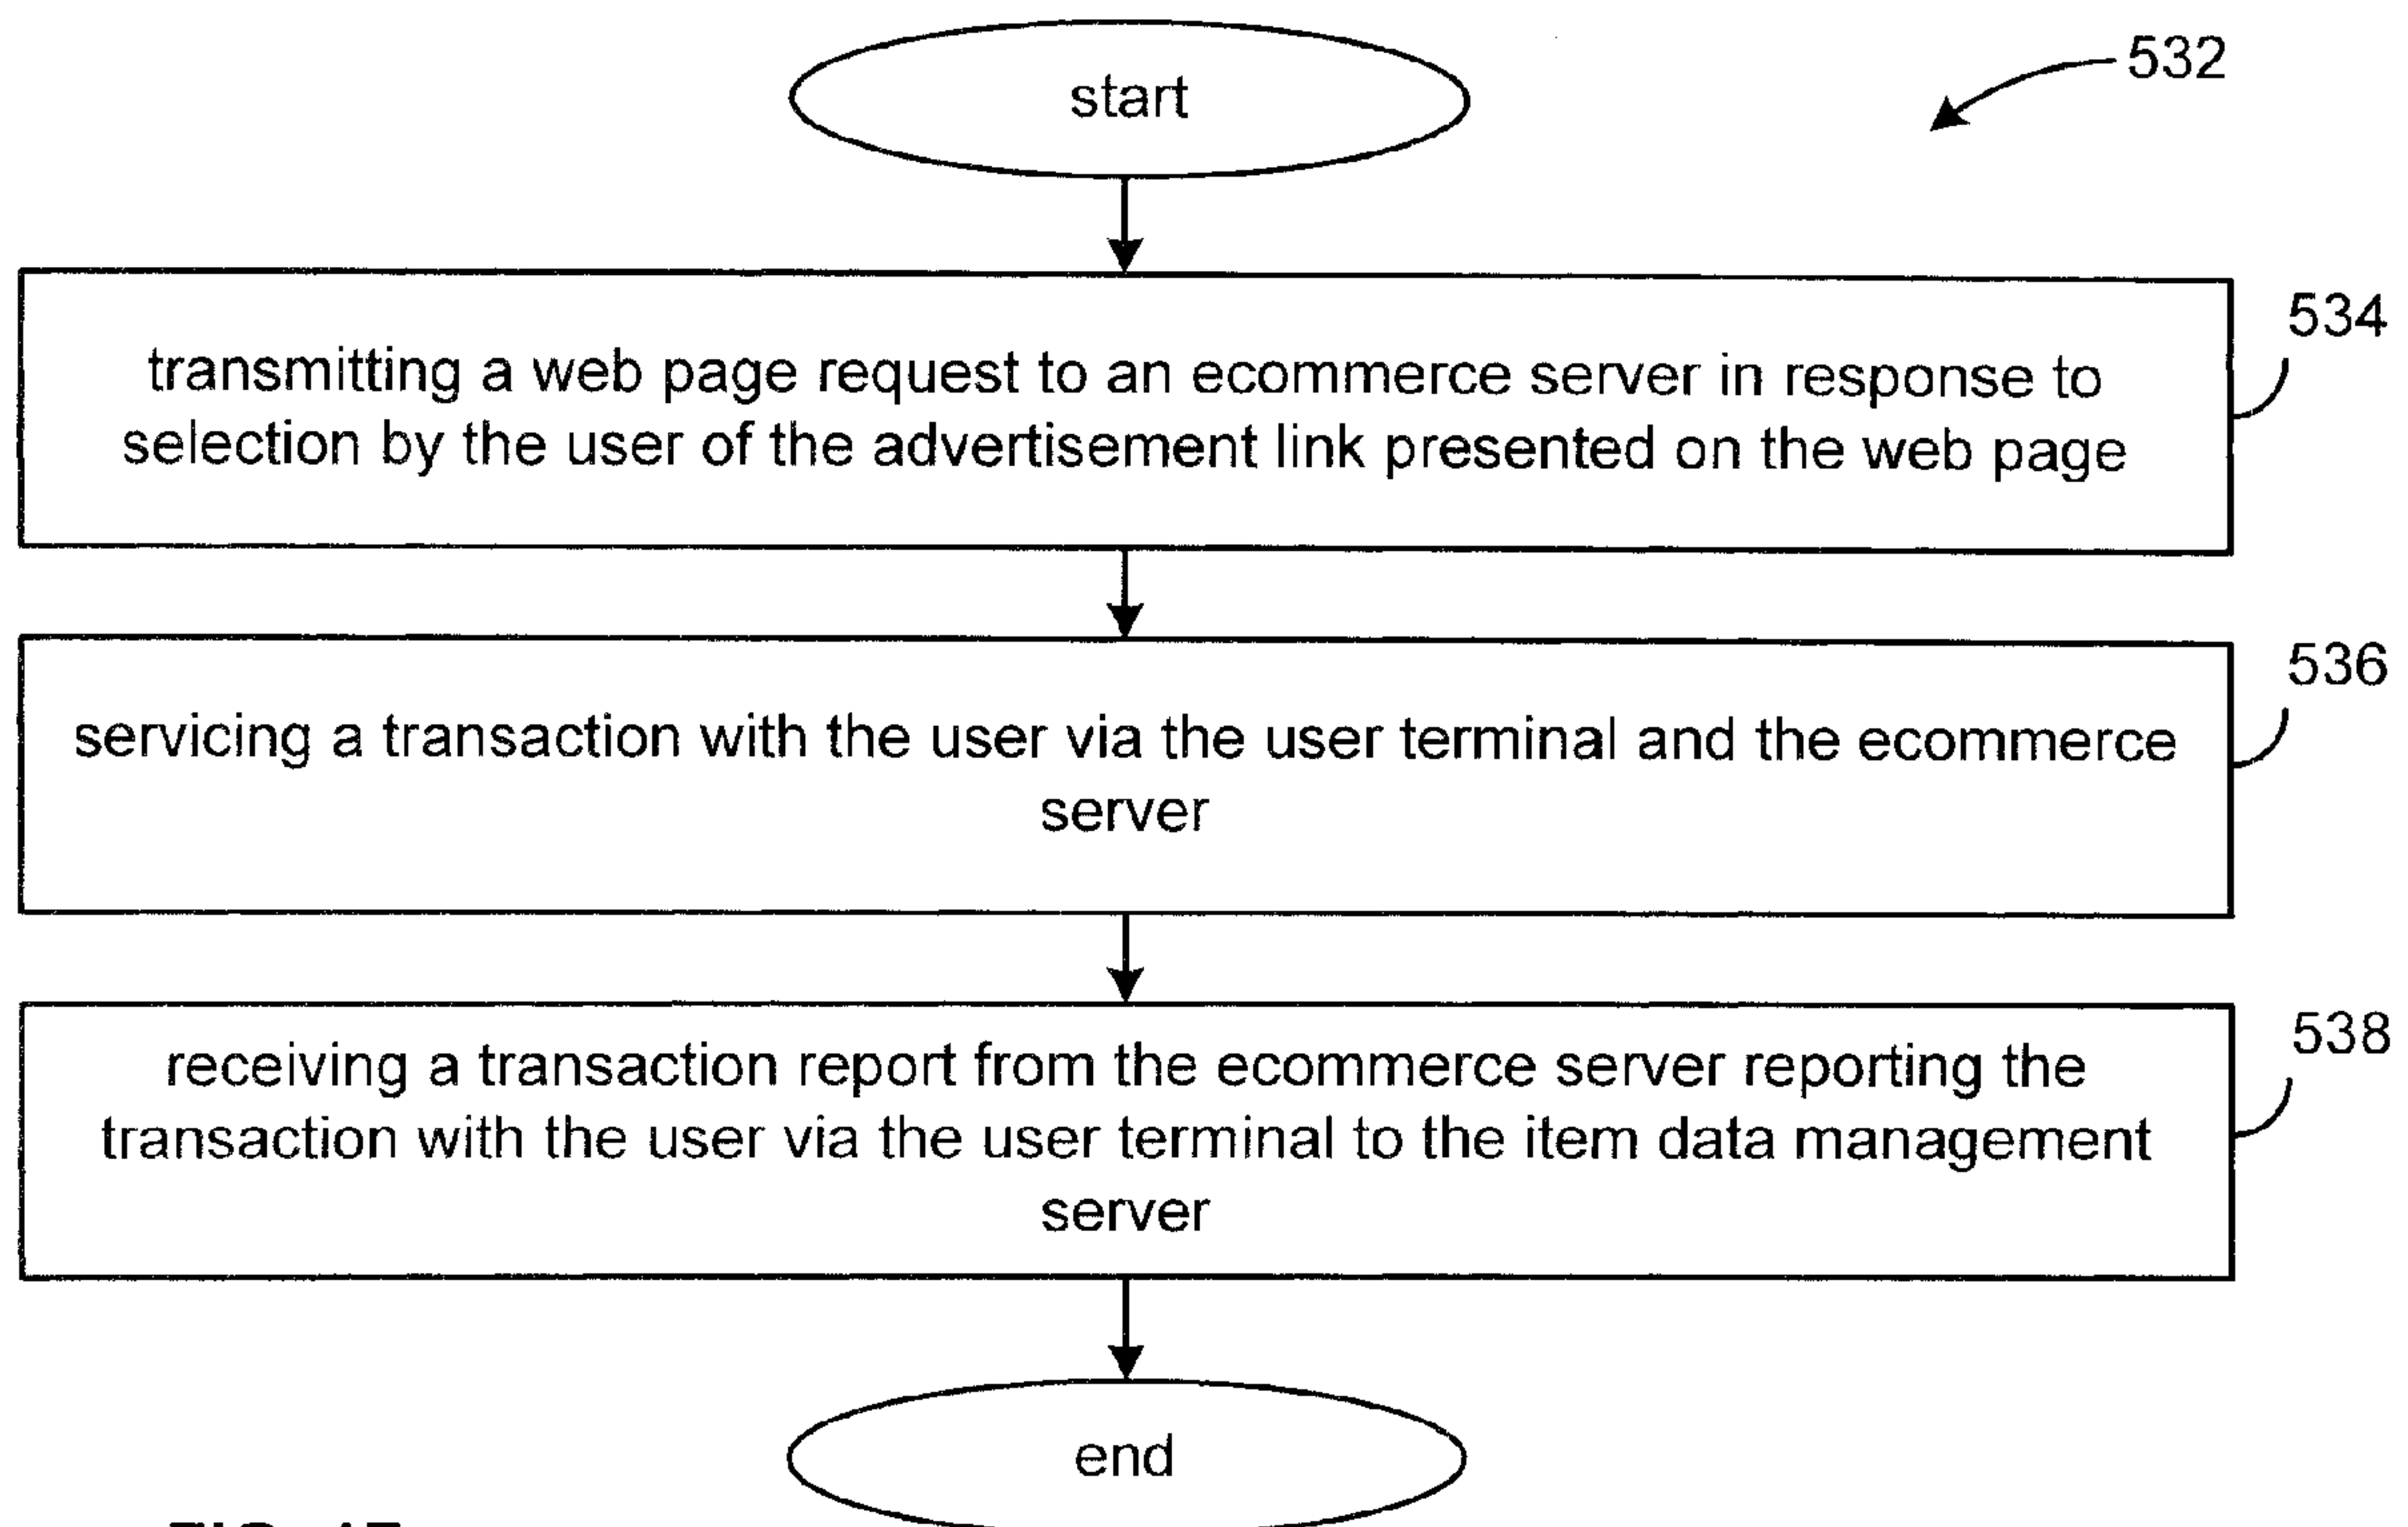 start
532
534
transmitting a web page request to an ecommerce server in response to
selection by the user of the advertisement link presented on the web page
536
servicing a transaction with the user via the user terminal and the ecommerce
server
538
receiving a transaction report from the ecommerce server reporting the
transaction with the user via the user terminal to the item data management
server
end